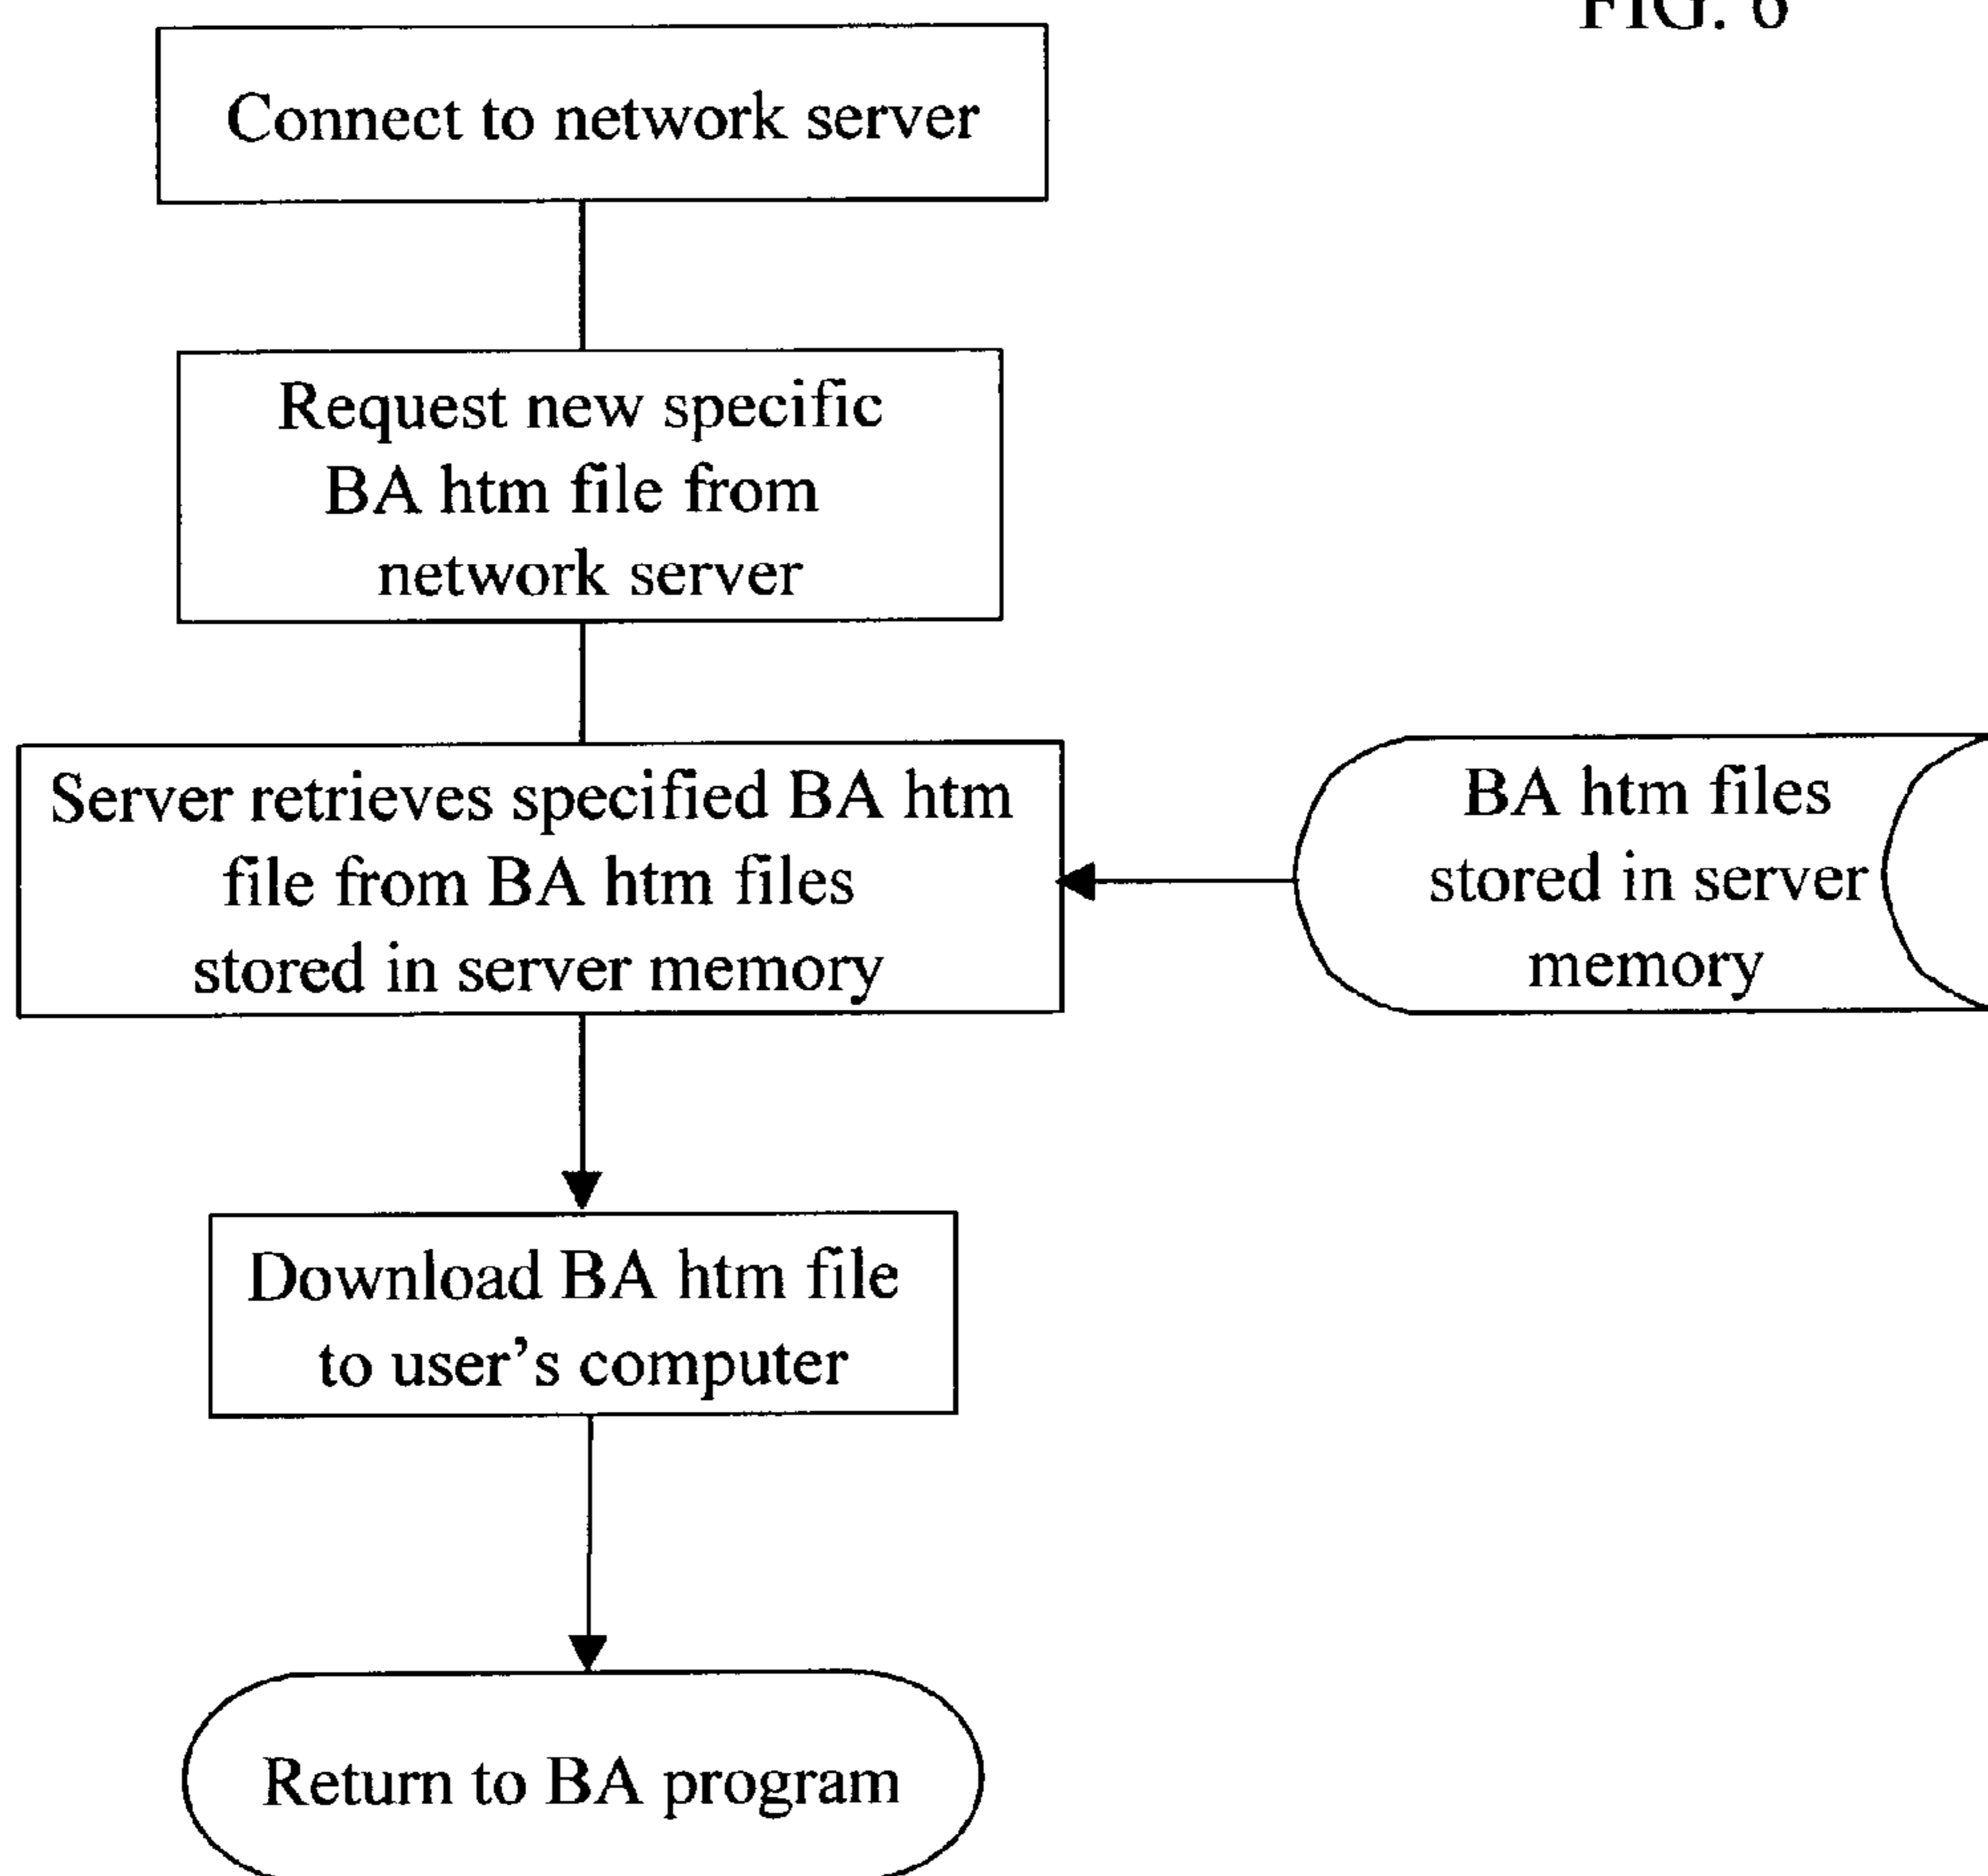 FIG.
Connect to network server
Request new specific
BA htm file from
network server
Server retrieves specified BA htm
file from BA htm files
stored in server memory
BA htm files
stored in server
memory
Download BA htm file
to user’s computer
Return to BA program